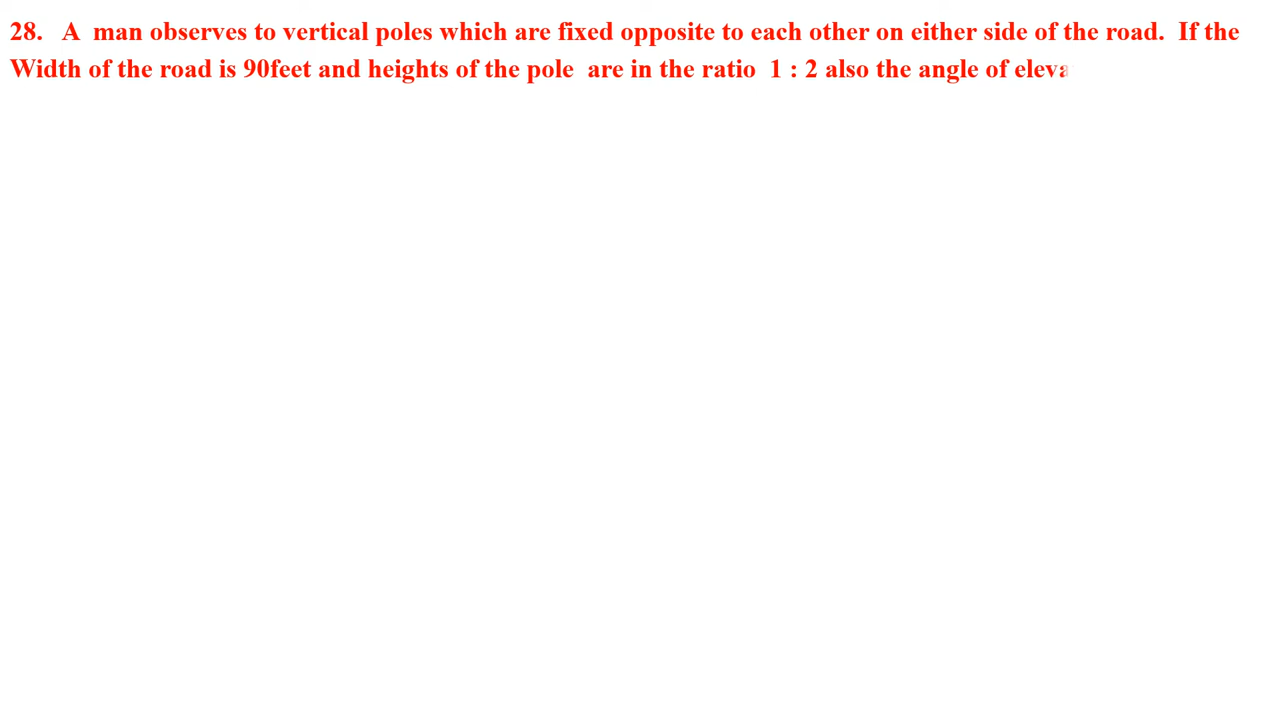 28. A man observes to vertical poles which are fixed opposite to each other on either side of the road. If the
Width of the road is 90feet and heights of the pole are in the ratio 1 : 2 also the angle of eleva